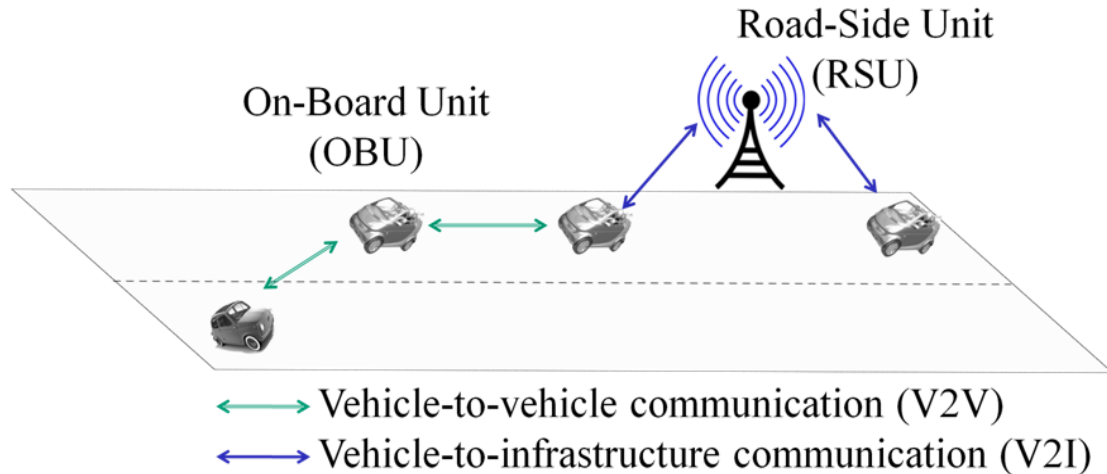 Road-Side Unit
(RSU)
On-Board Unit
(OBU)
Vehicle-to-vehicle communication (V2V)
Vehicle-to-infrastructure communication (V2I)